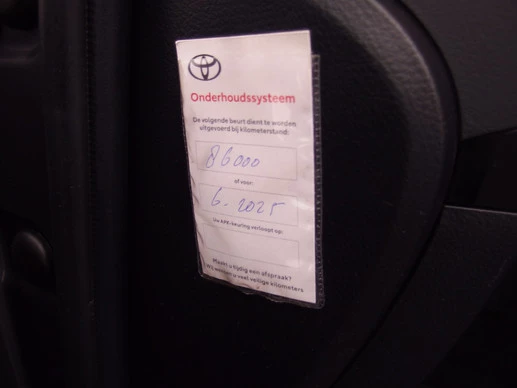 Onderhoudssysteem
De volgende beurt dient te worden
uitgevoerd bij kilometerstand:
86000
of voor:
6. 2025
Uw APK-keuring verloopt op:
Maakt u tijdig een afspraak?
Wij wensen u veel veilige kilometers